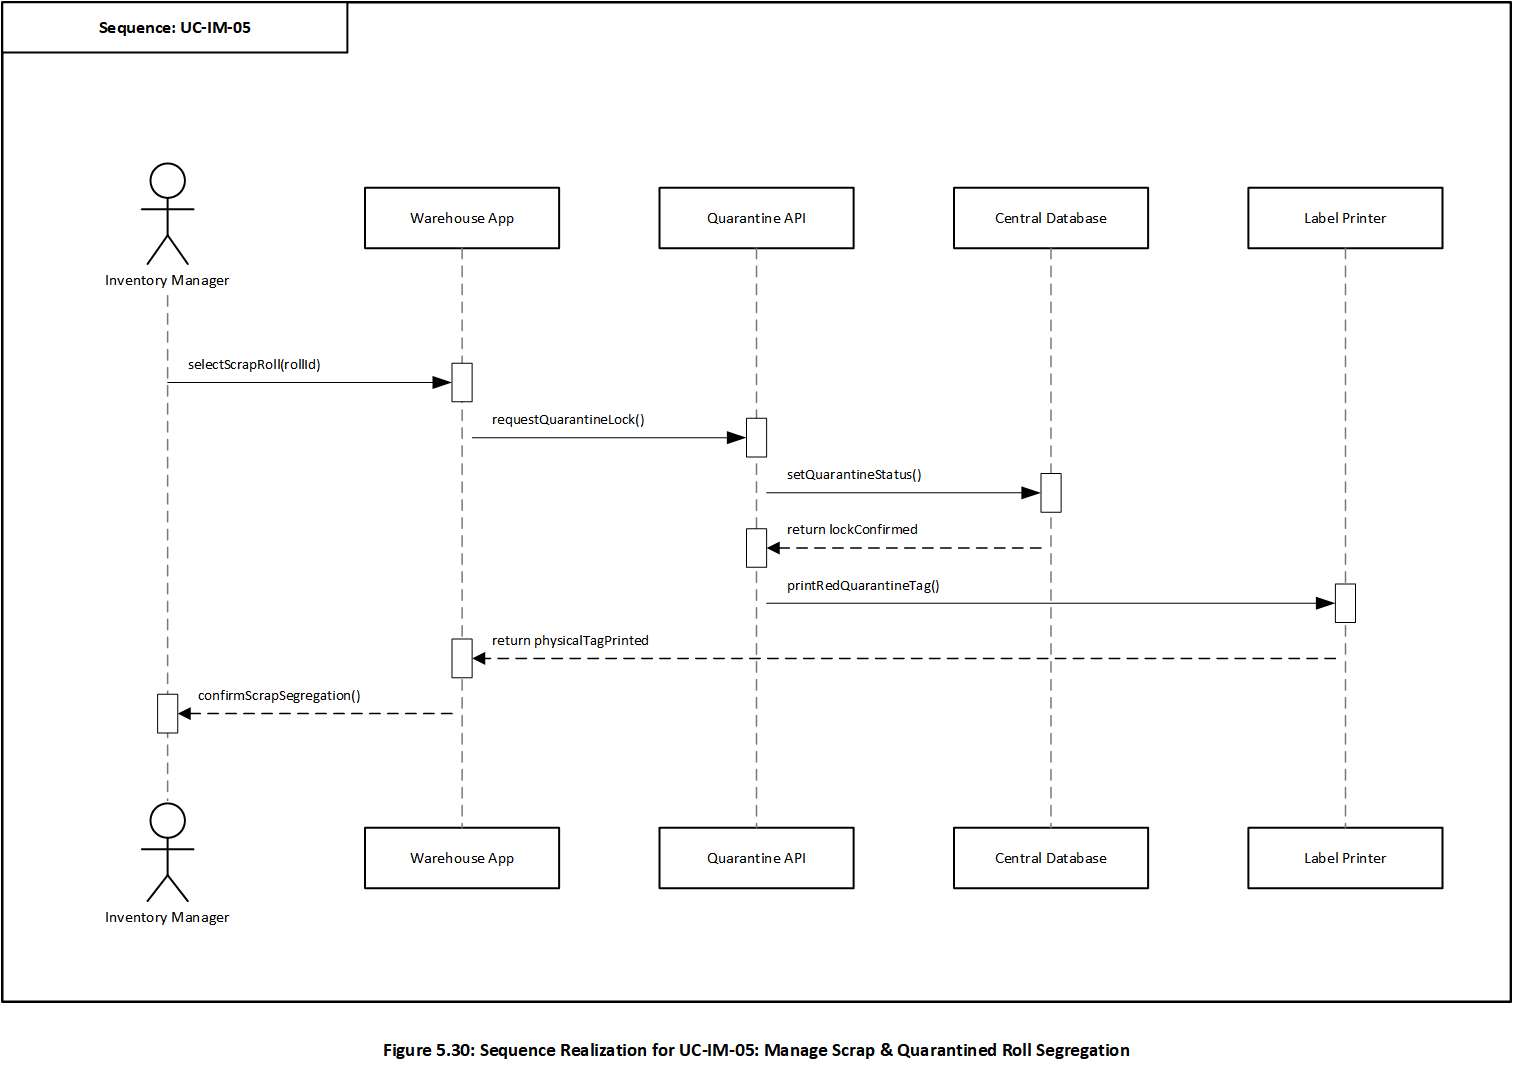 Sequence: UC-IM-05
Inventory Manager
Warehouse App
Quarantine API
Central Database
Label Printer
selectScrapRoll(rollId)
requestQuarantineLock()
setQuarantineStatus()
return lockConfirmed
printRedQuarantineTag()
return physicalTagPrinted
confirmScrapSegregation()
Inventory Manager
Warehouse App
Quarantine API
Central Database
Label Printer
Figure 5.30: Sequence Realization for UC-IM-05: Manage Scrap & Quarantined Roll Segregation